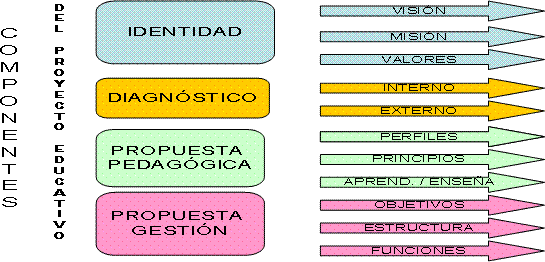 COMPONENTES
DEL PROYECTO EDUCATIVO
IDENTIDAD
VISIÓN
MISIÓN
VALORES
DIAGNÓSTICO
INTERNO
EXTERNO
PROPUESTA
PEDAGÓGICA
PERFILES
PRINCIPIOS
APREND. / ENSEÑA
PROPUESTA
GESTIÓN
OBJETIVOS
ESTRUCTURA
FUNCIONES